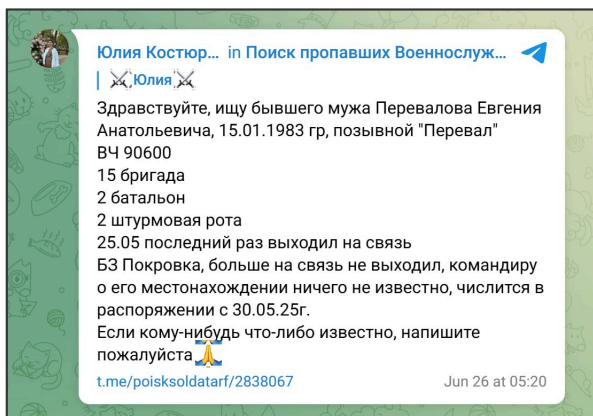 Юлия Костюр... in Поиск пропавших Военнослуж...
⚔Юлия⚔
Здравствуйте, ищу бывшего мужа Перевалова Евгения
Анатольевича, 15.01.1983 гр, позывной "Перевал"
ВЧ 90600
15 бригада
2 батальон
2 штурмовая рота
25.05 последний раз выходил на связь
БЗ Покровка, больше на связь не выходил, командиру
о его местонахождении ничего не известно, числится в
распоряжении с 30.05.25г.
Если кому-нибудь что-либо известно, напишите
пожалуйста🙏
t.me/poisksoldatarf/2838067 Jun 26 at 05:20